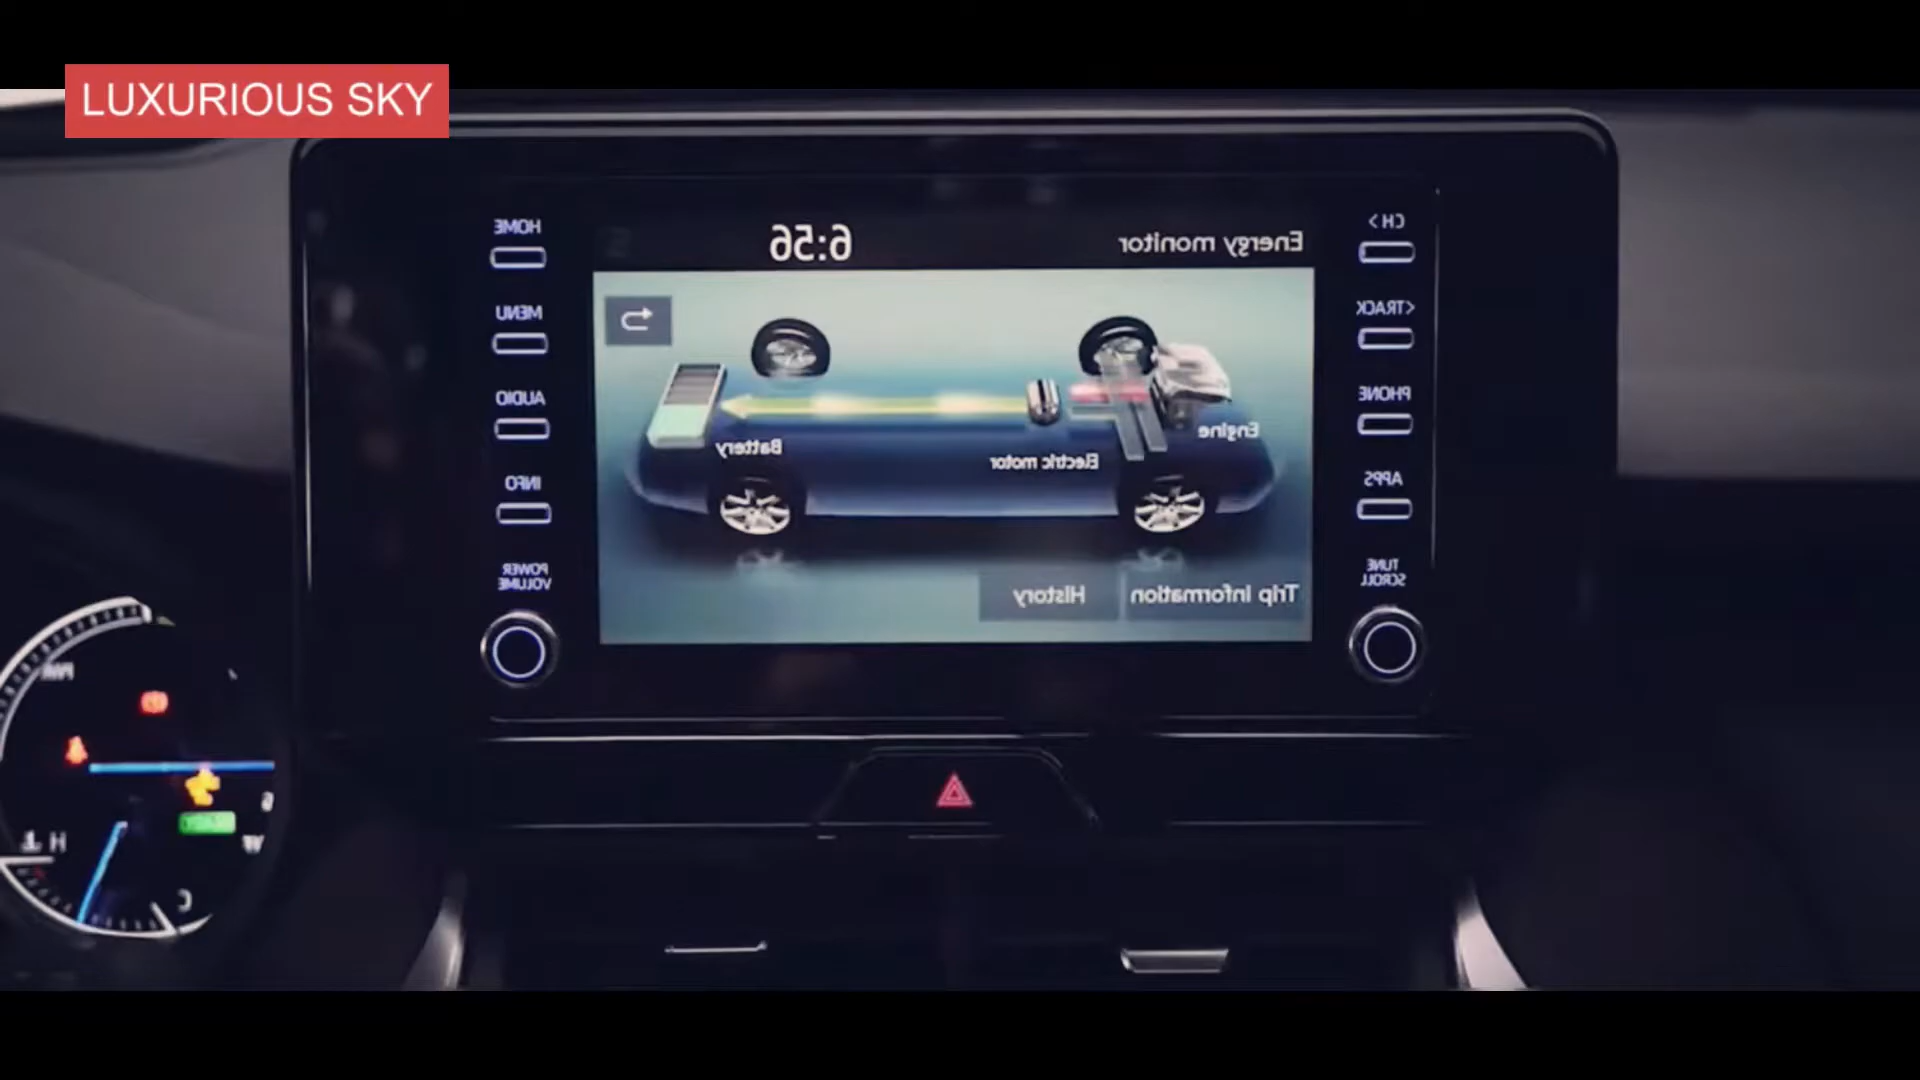 LUXURIOUS SKY
HOME
6:56
Energy monitor
CH >
MENU
< TRACK
AUDIO
PHONE
Battery
Electric motor
Engine
INFO
APPS
POWER
VOLUME
TUNE
SCROLL
History
Trip information
PWR
H
C